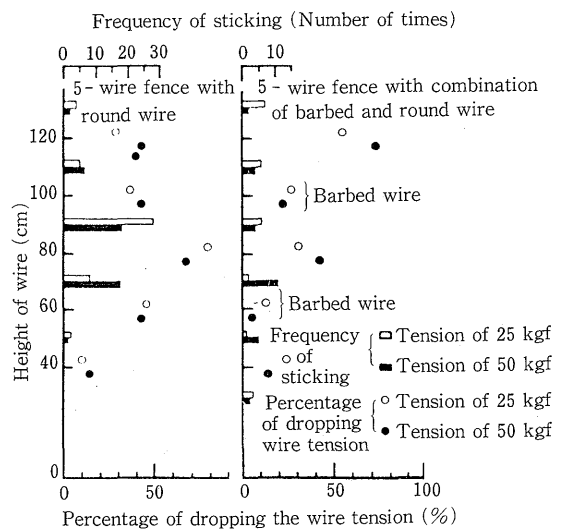 Frequency of sticking (Number of times)
0 10 20 30
0 10
5-wire fence with
round wire
5-wire fence with combination
of barbed and round wire
120
100
80
60
40
0
Height of wire (cm)
Barbed wire
Barbed wire
Frequency
of
sticking
Tension of 25 kgf
Tension of 50 kgf
Percentage
of dropping
wire tension
Tension of 25 kgf
Tension of 50 kgf
0 50
0 50 100
Percentage of dropping the wire tension (%)